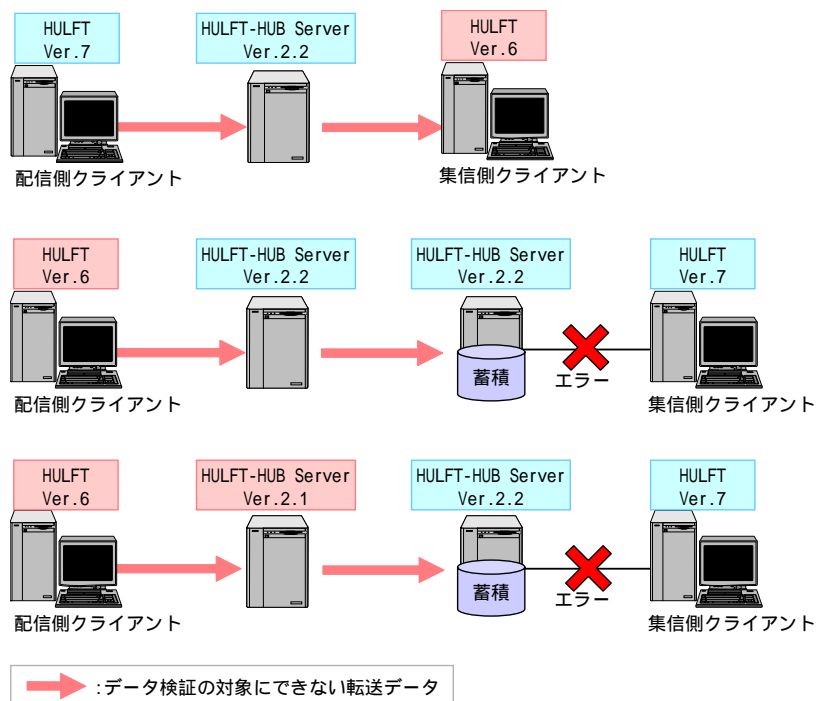 HULFT
Ver.7
HULFT-HUB Server
Ver.2.2
HULFT
Ver.6
配信側クライアント
集信側クライアント
HULFT
Ver.6
HULFT-HUB Server
Ver.2.2
HULFT-HUB Server
Ver.2.2
HULFT
Ver.7
蓄積
エラー
配信側クライアント
集信側クライアント
HULFT
Ver.6
HULFT-HUB Server
Ver.2.1
HULFT-HUB Server
Ver.2.2
HULFT
Ver.7
蓄積
エラー
配信側クライアント
集信側クライアント
:データ検証の対象にできない転送データ